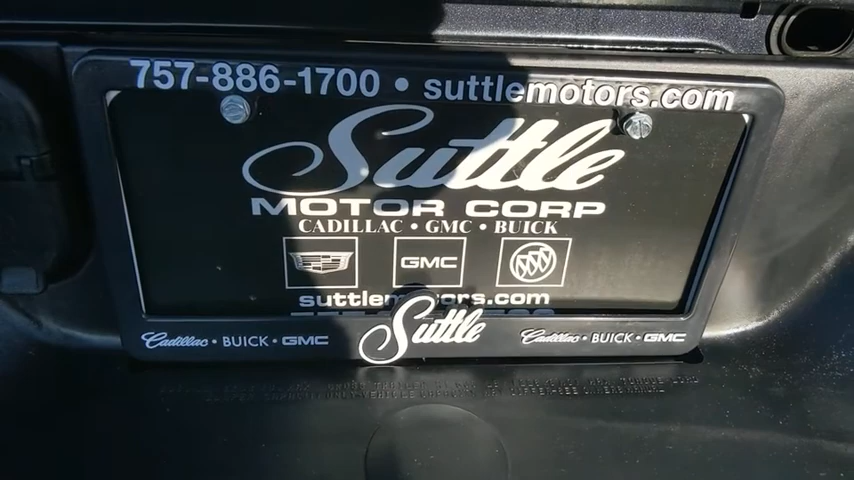 757-886-1700 • suttlemotors.com
Suttle
MOTOR CORP
CADILLAC • GMC • BUICK
GMC
suttlemotors.com
Cadillac • BUICK • GMC
Suttle
Cadillac • BUICK • GMC